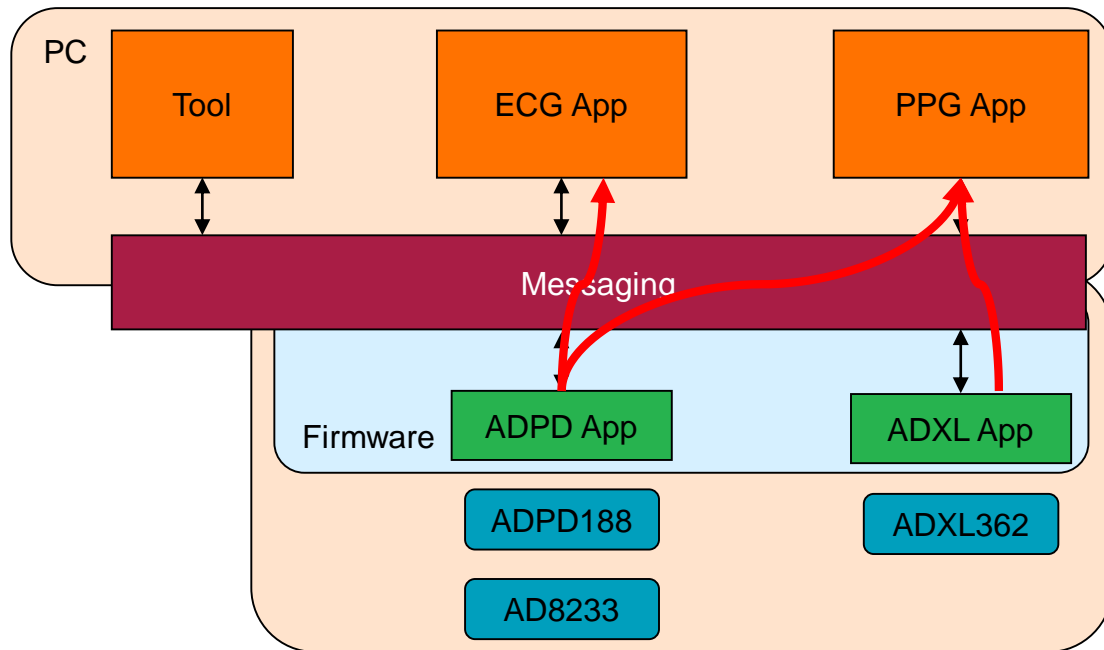 PC
Tool
ECG App
PPG App
Messaging
Firmware
ADPD App
ADXL App
ADPD188
ADXL362
AD8233